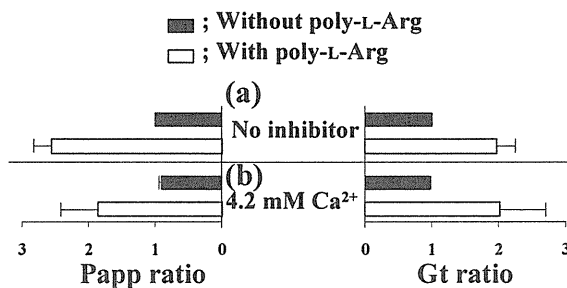 ; Without poly-L-Arg
; With poly-L-Arg
(a)
No inhibitor
(b)
4.2 mM Ca²⁺
3 2 1 0 0 1 2 3
Papp ratio Gt ratio